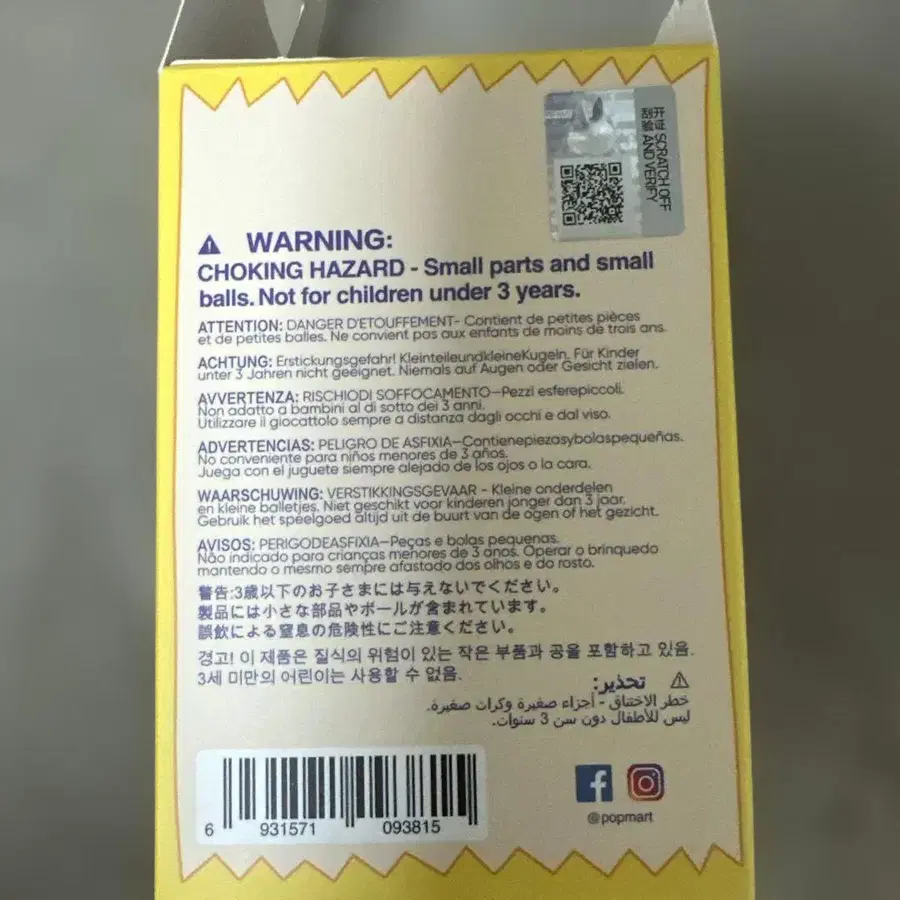 开启 SCRATCH OFF
刮验 AND VERIFY
WARNING:
CHOKING HAZARD - Small parts and small
balls. Not for children under 3 years.
ATTENTION: DANGER D'ETOUFFEMENT- Contient de petites pièces
et de petites balles. Ne convient pas aux enfants de moins de trois ans.
ACHTUNG: Erstickungsgefahr! KleinteileundkleineKugeln. Für Kinder
unter 3 Jahren nicht geeignet. Niemals auf Augen oder Gesicht zielen.
AVVERTENZA: RISCHIODI SOFFOCAMENTO—Pezzi esferepiccoli.
Non adatto a bambini al di sotto dei 3 anni.
Utilizzare il giocattolo sempre a distanza dagli occhi e dal viso.
ADVERTENCIAS: PELIGRO DE ASFIXIA—Contienepiezasybolaspequeñas.
No conveniente para niños menores de 3 años.
Juega con el juguete siempre alejado de los ojos o la cara.
WAARSCHUWING: VERSTIKKINGSGEVAAR - Kleine onderdelen
en kleine balletjes. Niet geschikt voor kinderen jonger dan 3 jaar.
Gebruik het speelgoed altijd uit de buurt van de ogen of het gezicht.
AVISOS: PERIGODEASFIXIA—Peças e bolas pequenas.
Não indicado para crianças menores de 3 anos. Operar o brinquedo
mantendo o mesmo sempre afastado dos olhos e do rosto.
警告:3歳以下のお子さまには与えないでください。
製品には小さな部品やボールが含まれています。
誤飲による窒息の危険性にご注意ください。
경고! 이 제품은 질식의 위험이 있는 작은 부품과 공을 포함하고 있음.
3세 미만의 어린이는 사용할 수 없음.
تحذير:
خطر الاختناق - أجزاء صغيرة وكرات صغيرة.
ليس للأطفال دون سن 3 سنوات.
6 931571 093815
@popmart